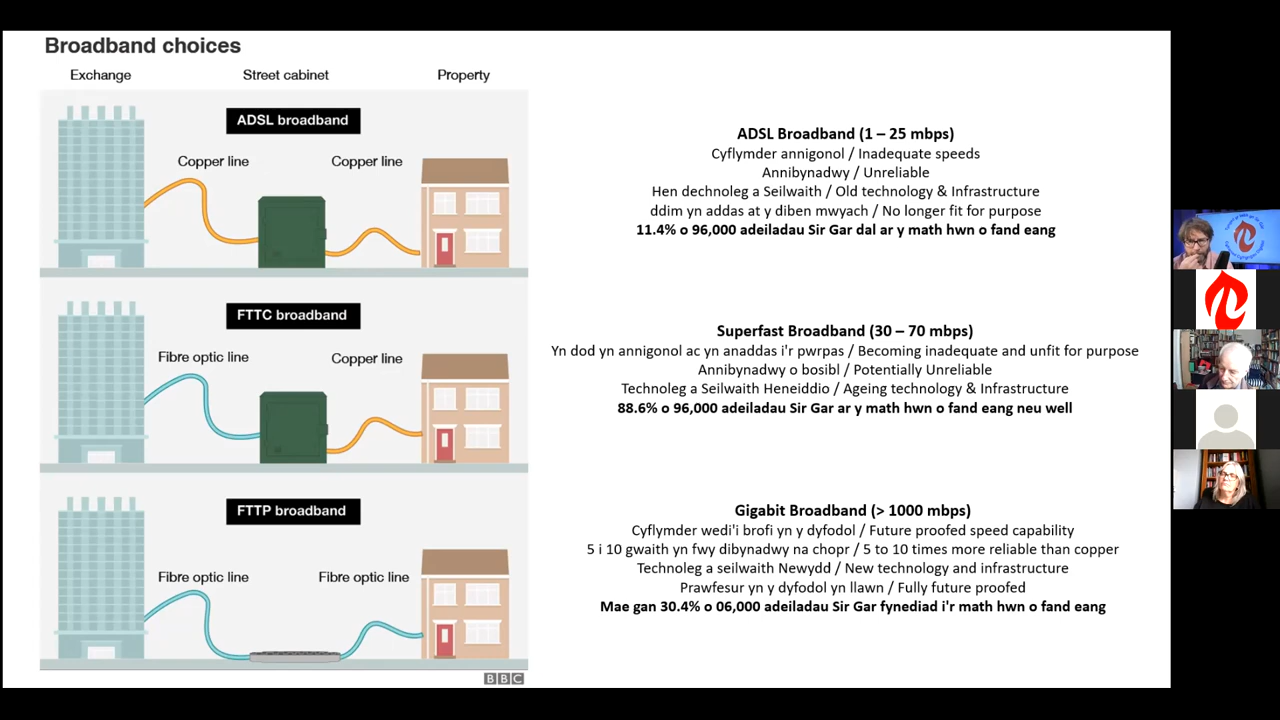 Broadband choices
Exchange
Street cabinet
Property
ADSL broadband
Copper line
Copper line
FTTC broadband
Fibre optic line
Copper line
FTTP broadband
Fibre optic line
Fibre optic line
BBC
ADSL Broadband (1 – 25 mbps)
Cyflymder annigonol / Inadequate speeds
Annibynadwy / Unreliable
Hen dechnoleg a Seilwaith / Old technology & Infrastructure
ddim yn addas at y diben mwyach / No longer fit for purpose
11.4% o 96,000 adeiladau Sir Gar dal ar y math hwn o fand eang
Superfast Broadband (30 – 70 mbps)
Yn dod yn annigonol ac yn anaddas i'r pwrpas / Becoming inadequate and unfit for purpose
Annibynadwy o bosibl / Potentially Unreliable
Technoleg a Seilwaith Heneiddio / Ageing technology & Infrastructure
88.6% o 96,000 adeiladau Sir Gar ar y math hwn o fand eang neu well
Gigabit Broadband (> 1000 mbps)
Cyflymder wedi'i brofi yn y dyfodol / Future proofed speed capability
5 i 10 gwaith yn fwy dibynadwy na chopr / 5 to 10 times more reliable than copper
Technoleg a seilwaith Newydd / New technology and infrastructure
Prawfesur yn y dyfodol yn llawn / Fully future proofed
Mae gan 30.4% o 06,000 adeiladau Sir Gar fynediad i'r math hwn o fand eang